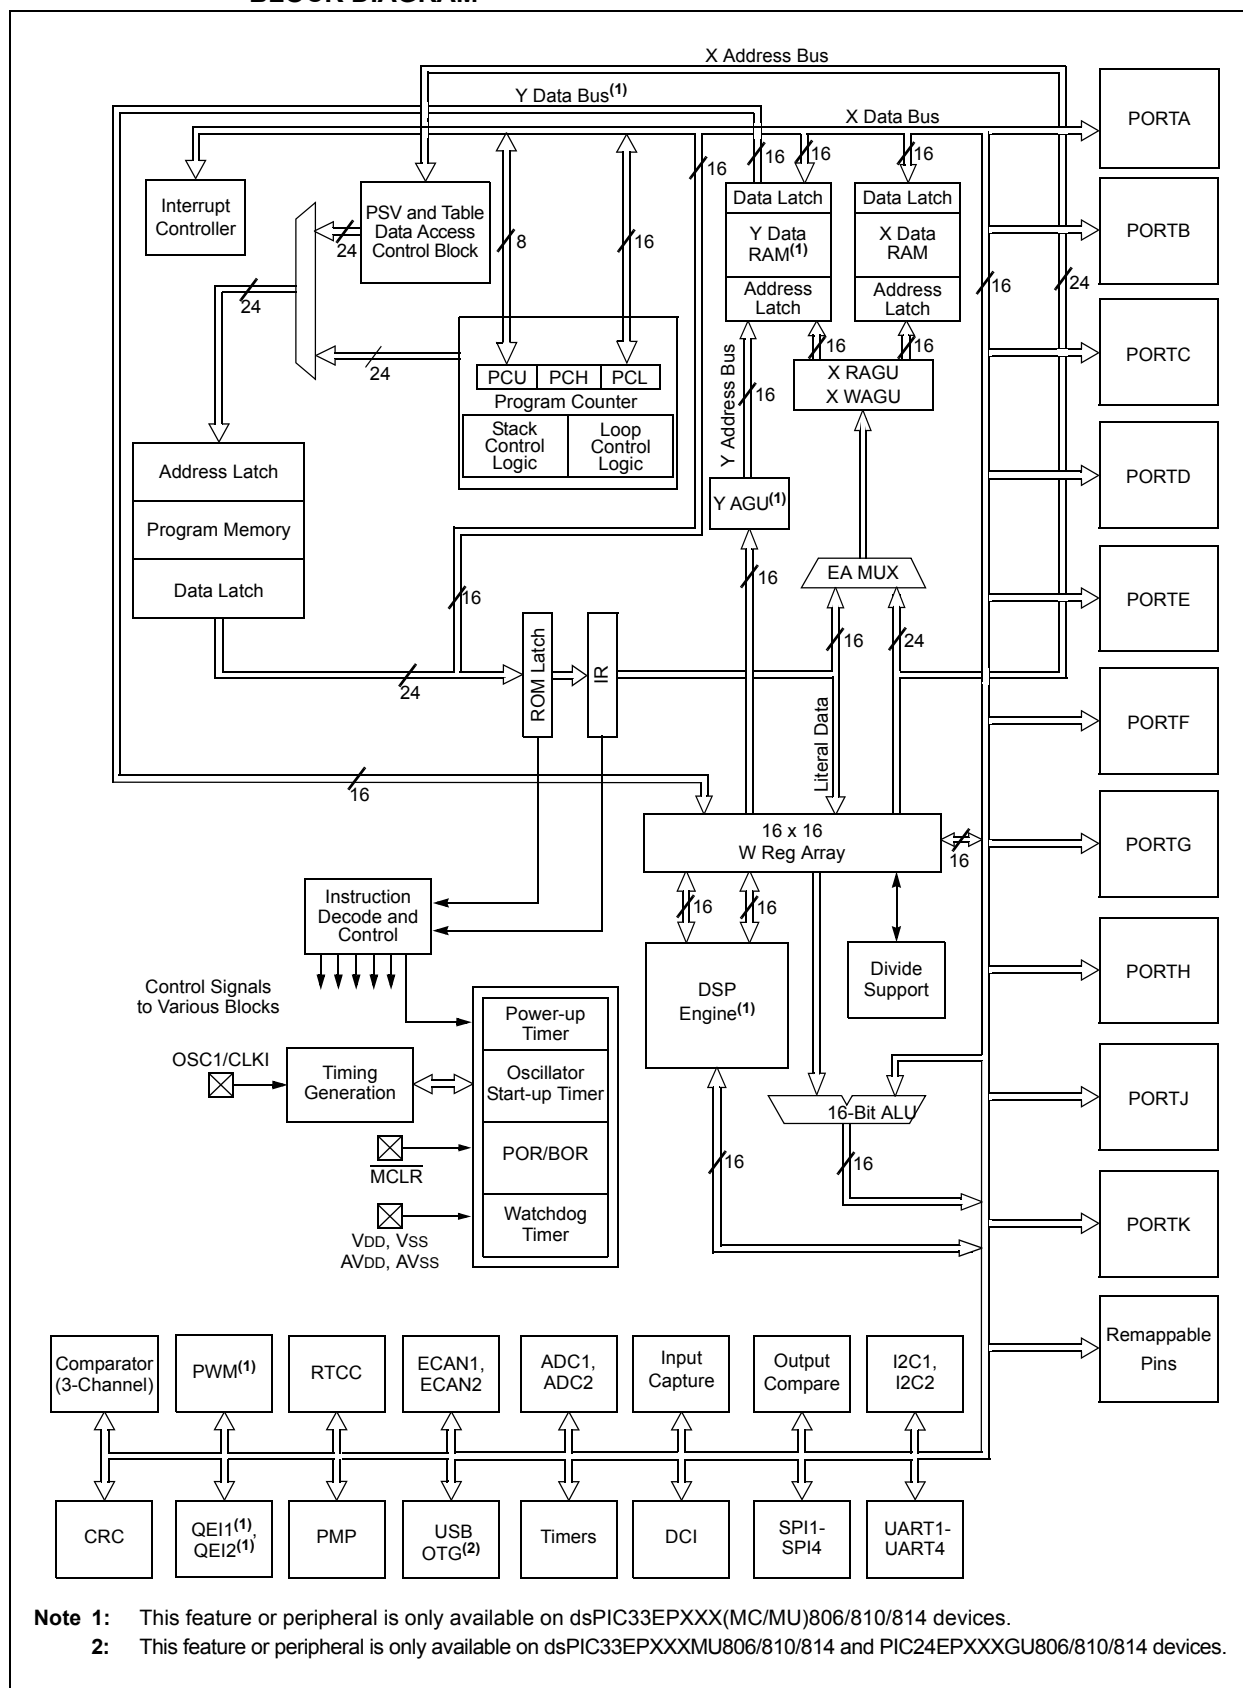 BLOCK DIAGRAM
X Address Bus
Y Data Bus(1)
X Data Bus
PORTA
16
16
16
16
Interrupt
Controller
PSV and Table
Data Access
Control Block
24
8
16
Data Latch
Y Data
RAM(1)
Address
Latch
Data Latch
X Data
RAM
Address
Latch
PORTB
16
24
24
24
16
16
PORTC
PCU
PCH
PCL
Program Counter
Stack
Control
Logic
Loop
Control
Logic
Y Address Bus
16
X RAGU
X WAGU
Address Latch
Program Memory
Data Latch
Y AGU(1)
PORTD
EA MUX
16
16
16
24
PORTE
24
ROM Latch
IR
Literal Data
PORTF
16
16 x 16
W Reg Array
16
PORTG
Instruction
Decode and
Control
16
16
Control Signals
to Various Blocks
DSP
Engine(1)
Divide
Support
PORTH
Power-up
Timer
OSC1/CLKI
Timing
Generation
Oscillator
Start-up Timer
16-Bit ALU
PORTJ
MCLR
POR/BOR
16
16
VDD, VSS
AVDD, AVSS
Watchdog
Timer
PORTK
Remappable
Pins
Comparator
(3-Channel)
PWM(1)
RTCC
ECAN1,
ECAN2
ADC1,
ADC2
Input
Capture
Output
Compare
I2C1,
I2C2
CRC
QEI1(1),
QEI2(1)
PMP
USB
OTG(2)
Timers
DCI
SPI1-
SPI4
UART1-
UART4
Note 1: This feature or peripheral is only available on dsPIC33EPXXX(MC/MU)806/810/814 devices.
2: This feature or peripheral is only available on dsPIC33EPXXXMU806/810/814 and PIC24EPXXXGU806/810/814 devices.